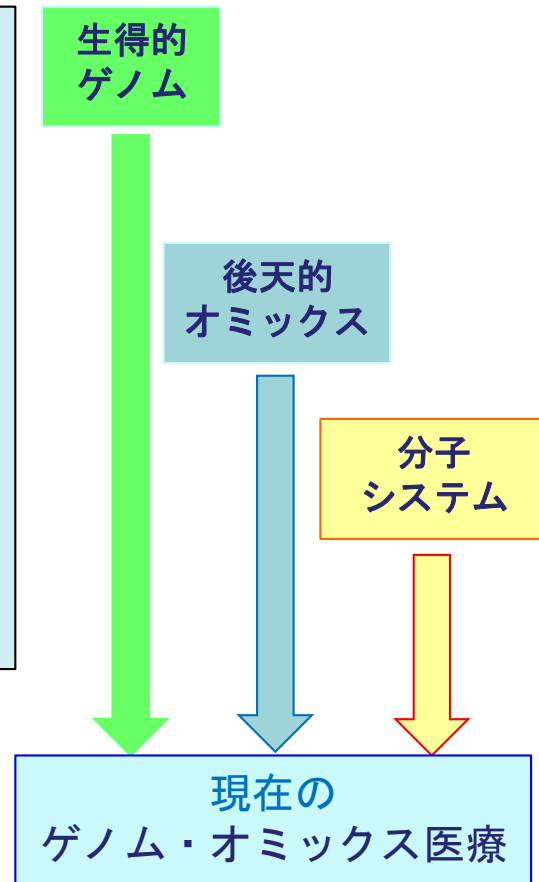 生得的
ゲノム
後天的
オミックス
分子
システム
現在の
ゲノム・オミックス医療